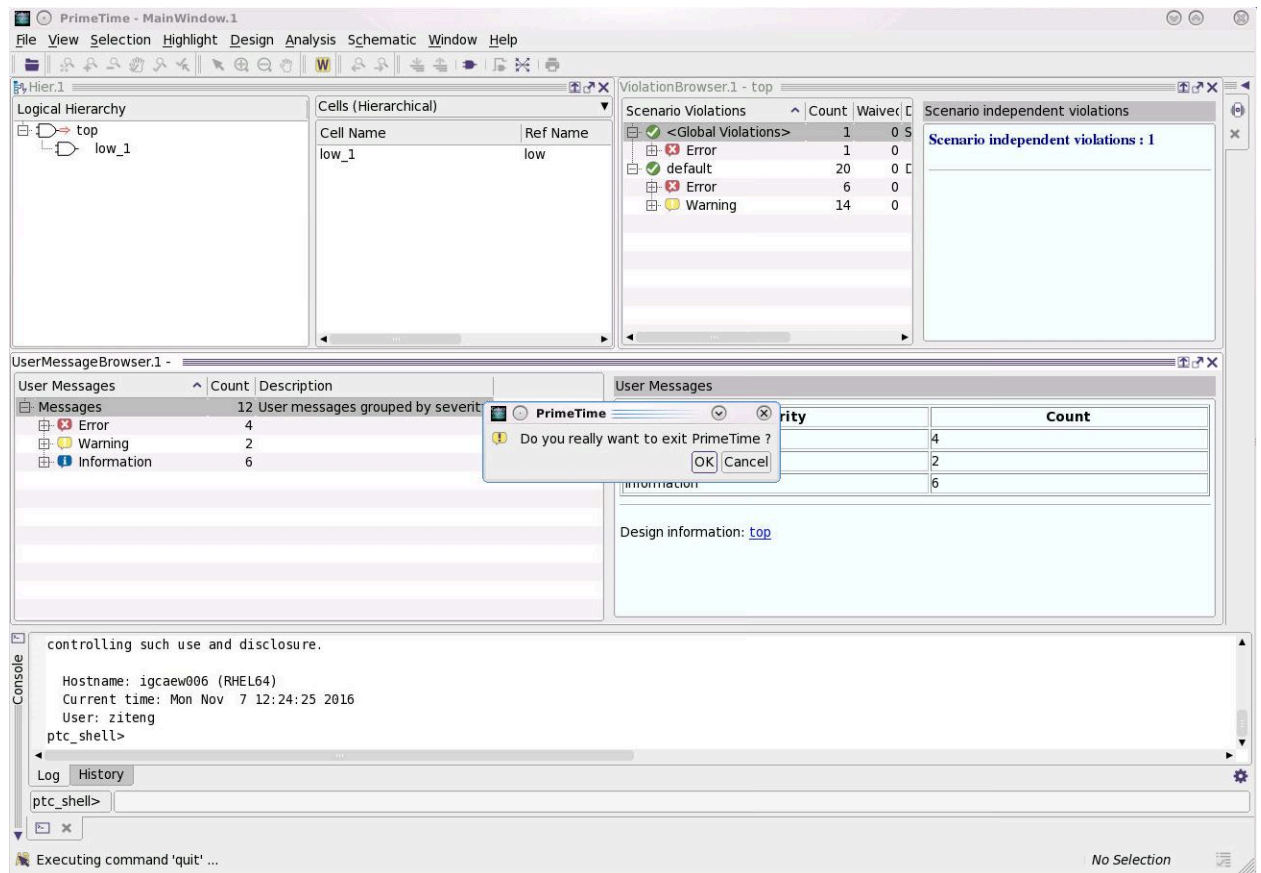 PrimeTime - MainWindow.1
File View Selection Highlight Design Analysis Schematic Window Help
W
Hier.1
Logical Hierarchy
top
low_1
Cells (Hierarchical)
Cell Name Ref Name
low_1 low
ViolationBrowser.1 - top
Scenario Violations Count Waived D
<Global Violations> 1 0 S
Error 1 0
default 20 0 D
Error 6 0
Warning 14 0
Scenario independent violations
Scenario independent violations : 1
UserMessageBrowser.1 -
User Messages Count Description
Messages 12 User messages grouped by severit
Error 4
Warning 2
Information 6
User Messages
rity Count
4
2
Information 6
Design information: top
PrimeTime
Do you really want to exit PrimeTime ?
OK Cancel
Console
controlling such use and disclosure.
Hostname: igcaew006 (RHEL64)
Current time: Mon Nov 7 12:24:25 2016
User: ziteng
ptc_shell>
Log History
ptc_shell>
Executing command 'quit' ...
No Selection